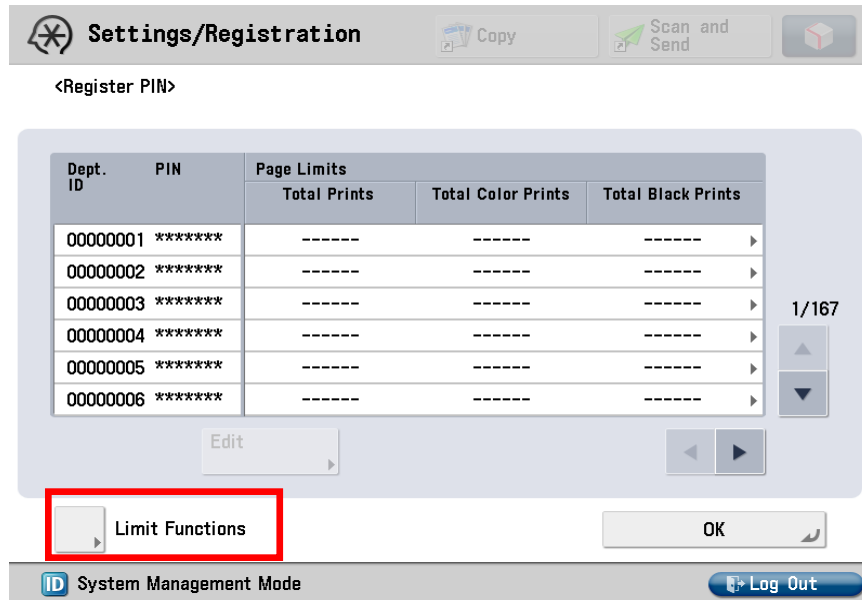 Settings/Registration
Copy
Scan and
Send
<Register PIN>
Dept.
ID
PIN
Page Limits
Total Prints
Total Color Prints
Total Black Prints
00000001 ******* ------ ------ ------
00000002 ******* ------ ------ ------
00000003 ******* ------ ------ ------
00000004 ******* ------ ------ ------
00000005 ******* ------ ------ ------
00000006 ******* ------ ------ ------
1/167
Edit
Limit Functions
OK
ID System Management Mode
Log Out